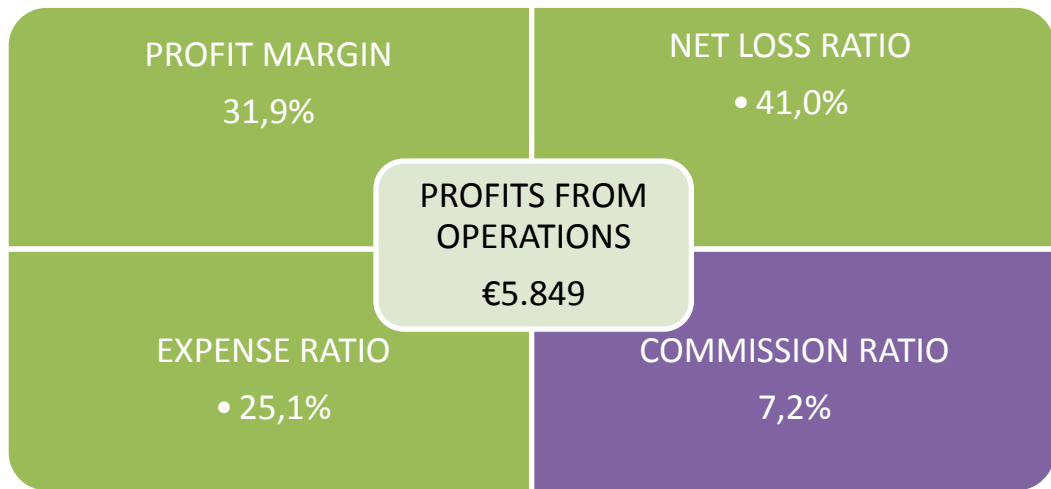 PROFIT MARGIN
31,9%
NET LOSS RATIO
• 41,0%
PROFITS FROM
OPERATIONS
€5.849
EXPENSE RATIO
• 25,1%
COMMISSION RATIO
7,2%